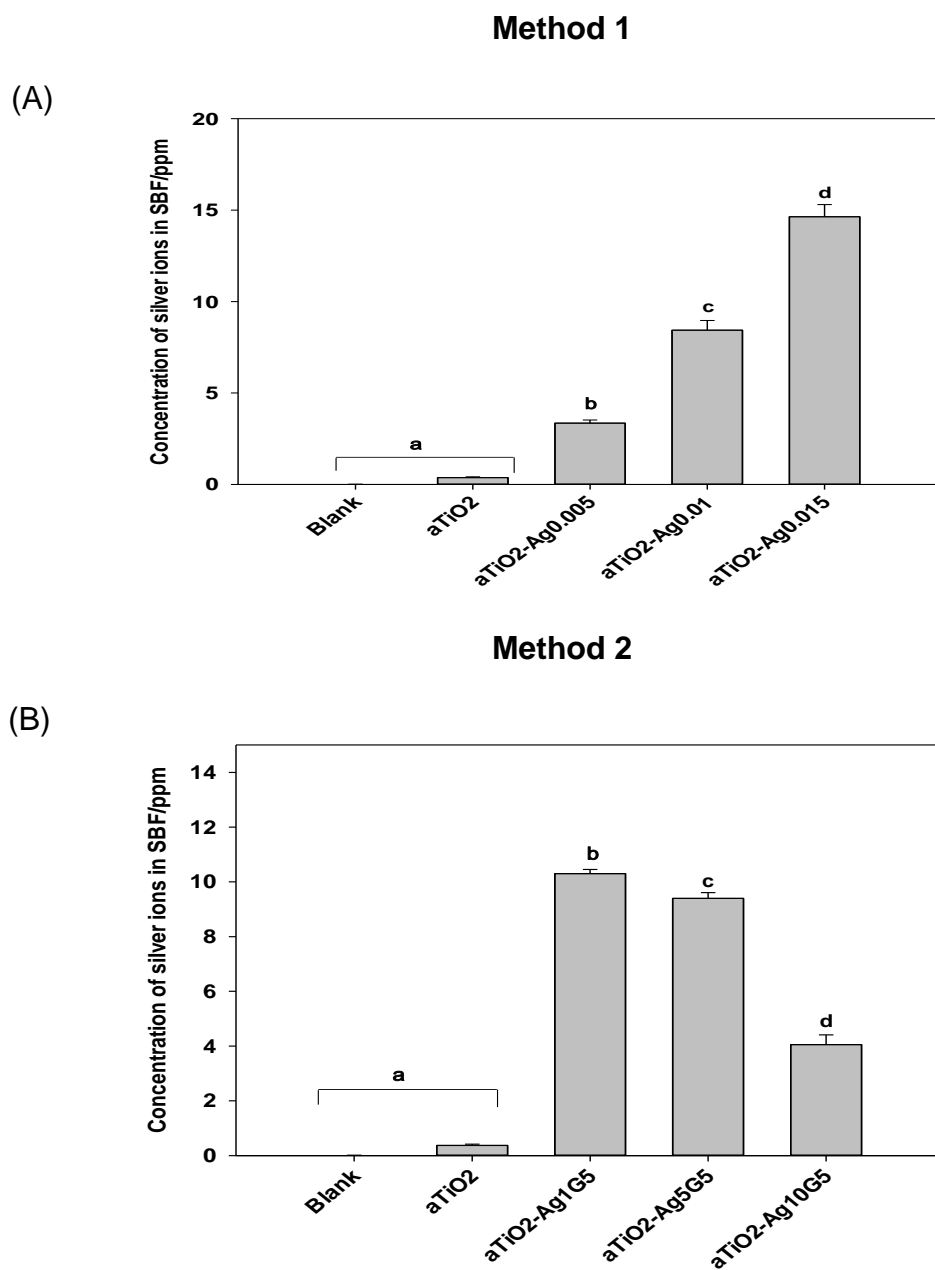 Method 1
(A)
Concentration of silver ions in SBF/ppm
20
15
10
5
0
a
b
c
d
Blank
aTiO2
aTiO2-Ag0.005
aTiO2-Ag0.01
aTiO2-Ag0.015
Method 2
(B)
Concentration of silver ions in SBF/ppm
14
12
10
8
6
4
2
0
a
b
c
d
Blank
aTiO2
aTiO2-Ag1G5
aTiO2-Ag5G5
aTiO2-Ag10G5